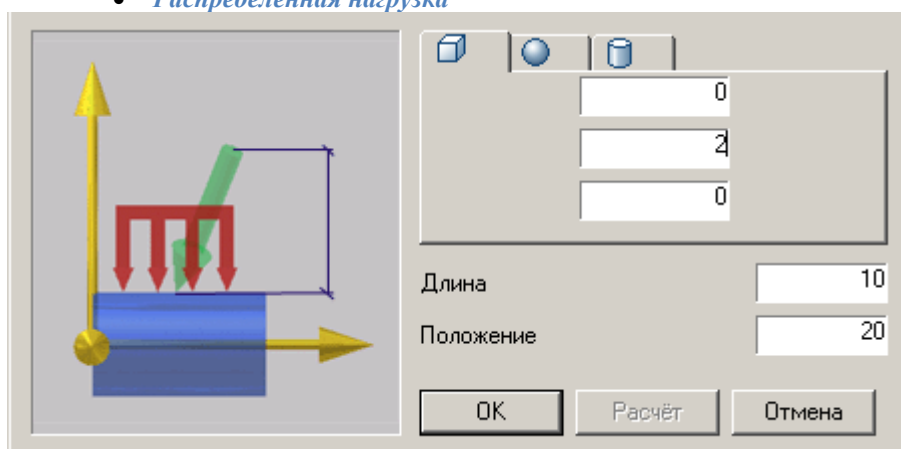 • Распределенная нагрузка
0
2
0
Длина 10
Положение 20
OK Расчёт Отмена